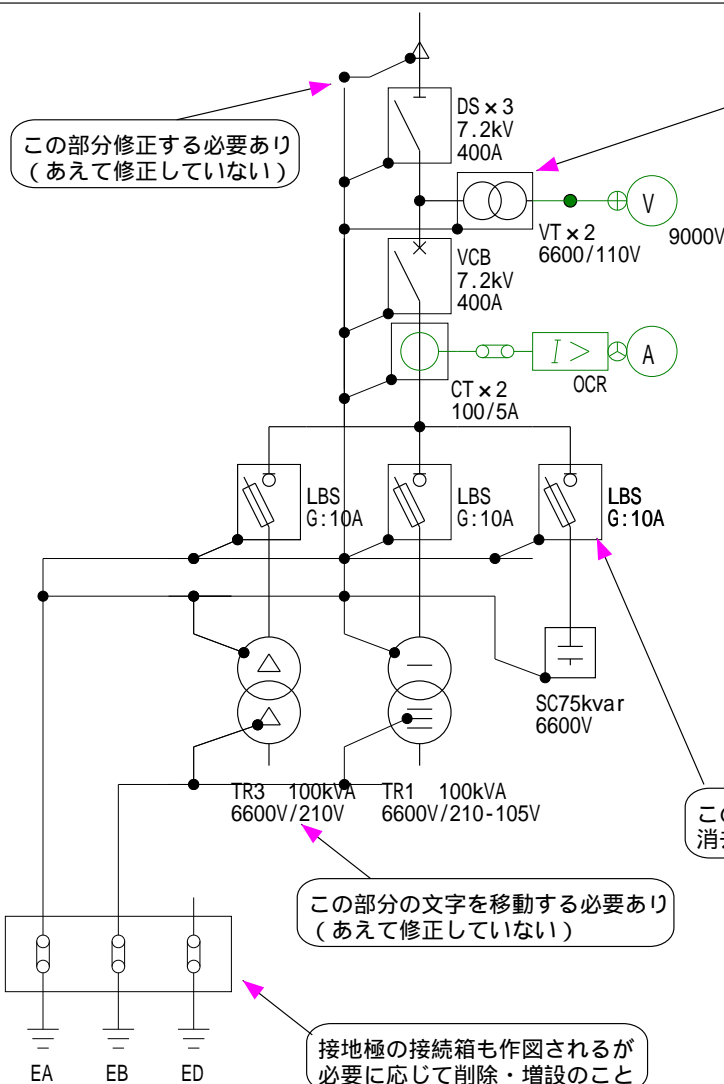 この部分修正する必要あり
（あえて修正していない）
DS×3
7.2kV
400A
V
VT×2
6600/110V
9000V
VCB
7.2kV
400A
I >
A
OCR
CT×2
100/5A
LBS
G:10A
LBS
G:10A
LBS
G:10A
SC75kvar
6600V
TR3 100kVA
6600V/210V
TR1 100kVA
6600V/210-105V
この部分の文字を移動する必要あり
（あえて修正していない）
接地極の接続箱も作図されるが
必要に応じて削除・増設のこと
EA
EB
ED